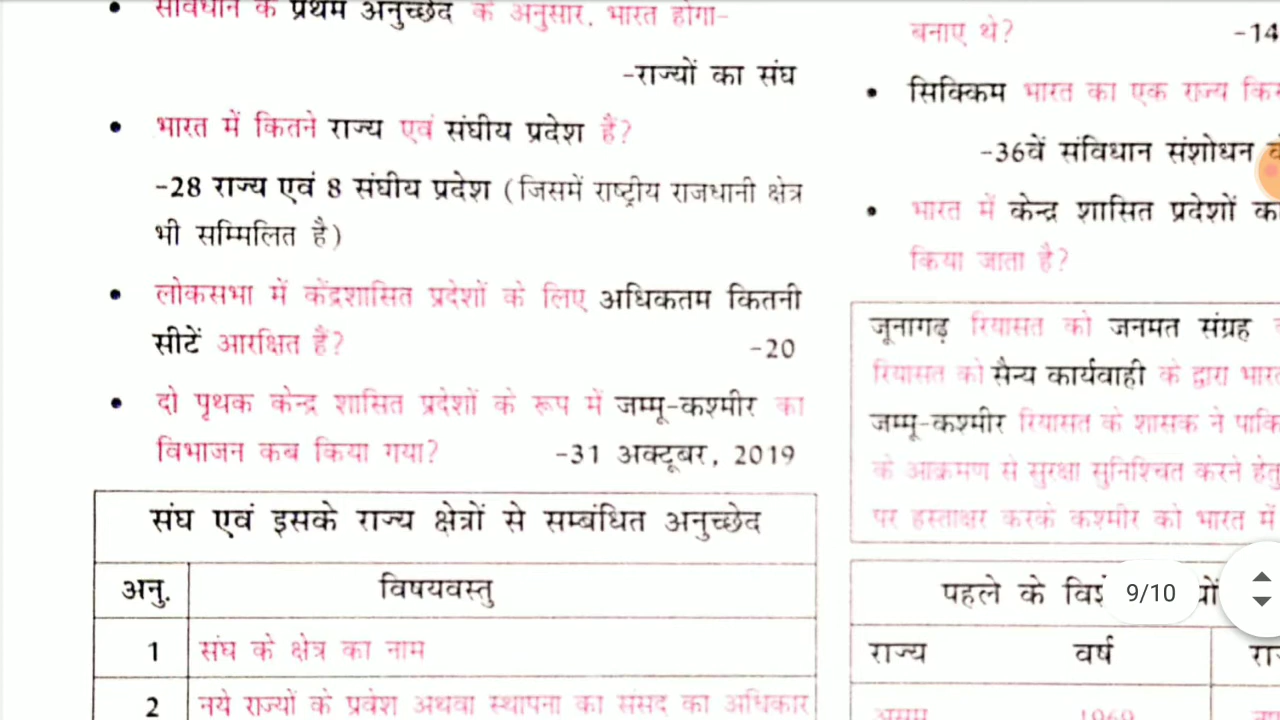 संविधान के प्रथम अनुच्छेद के अनुसार, भारत होगा-
-राज्यों का संघ
भारत में कितने राज्य एवं संघीय प्रदेश हैं?
-28 राज्य एवं 8 संघीय प्रदेश (जिसमें राष्ट्रीय राजधानी क्षेत्र
भी सम्मिलित है)
लोकसभा में केंद्रशासित प्रदेशों के लिए अधिकतम कितनी
सीटें आरक्षित हैं? -20
दो पृथक केन्द्र शासित प्रदेशों के रूप में जम्मू-कश्मीर का
विभाजन कब किया गया? -31 अक्टूबर, 2019
संघ एवं इसके राज्य क्षेत्रों से सम्बंधित अनुच्छेद
अनु. विषयवस्तु
1 संघ के क्षेत्र का नाम
2 नये राज्यों के प्रवेश अथवा स्थापना का संसद का अधिकार
बनाए थे? -14
सिक्किम भारत का एक राज्य
-36वें संविधान संशोधन
भारत में केन्द्र शासित प्रदेशों
किया जाता है?
जूनागढ़ रियासत को जनमत संग्रह
रियासत को सैन्य कार्यवाही के द्वारा
जम्मू-कश्मीर रियासत के शासक ने
के आक्रमण से सुरक्षा सुनिश्चित करने हेतु
पर हस्ताक्षर करके कश्मीर को भारत में
पहले के
9/10
राज्य वर्ष
असम 1969